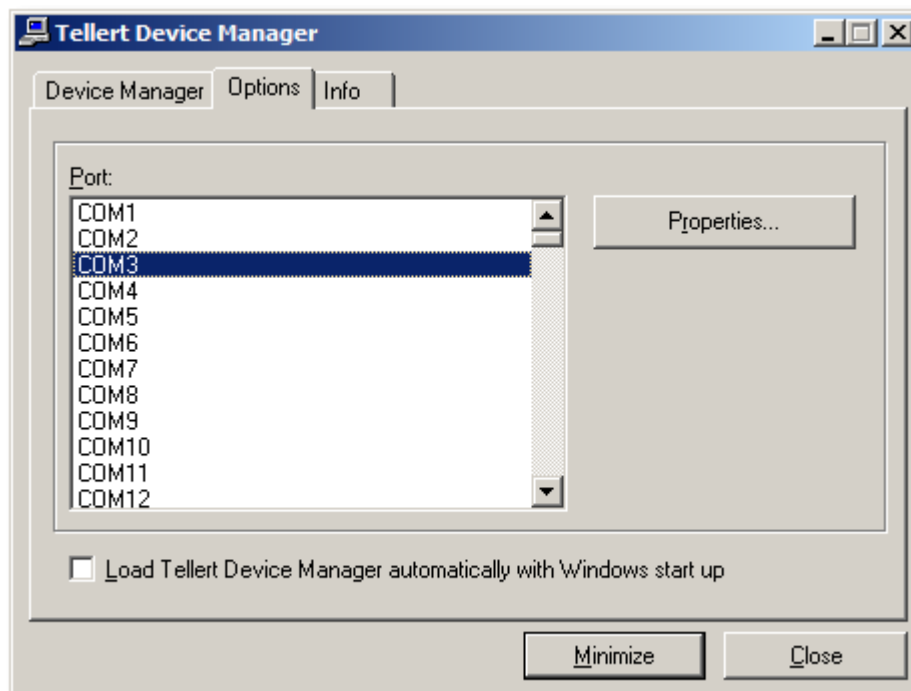 Tellert Device Manager
Device Manager Options Info
Port:
COM1
COM2
COM3
COM4
COM5
COM6
COM7
COM8
COM9
COM10
COM11
COM12
Properties...
Load Tellert Device Manager automatically with Windows start up
Minimize Close